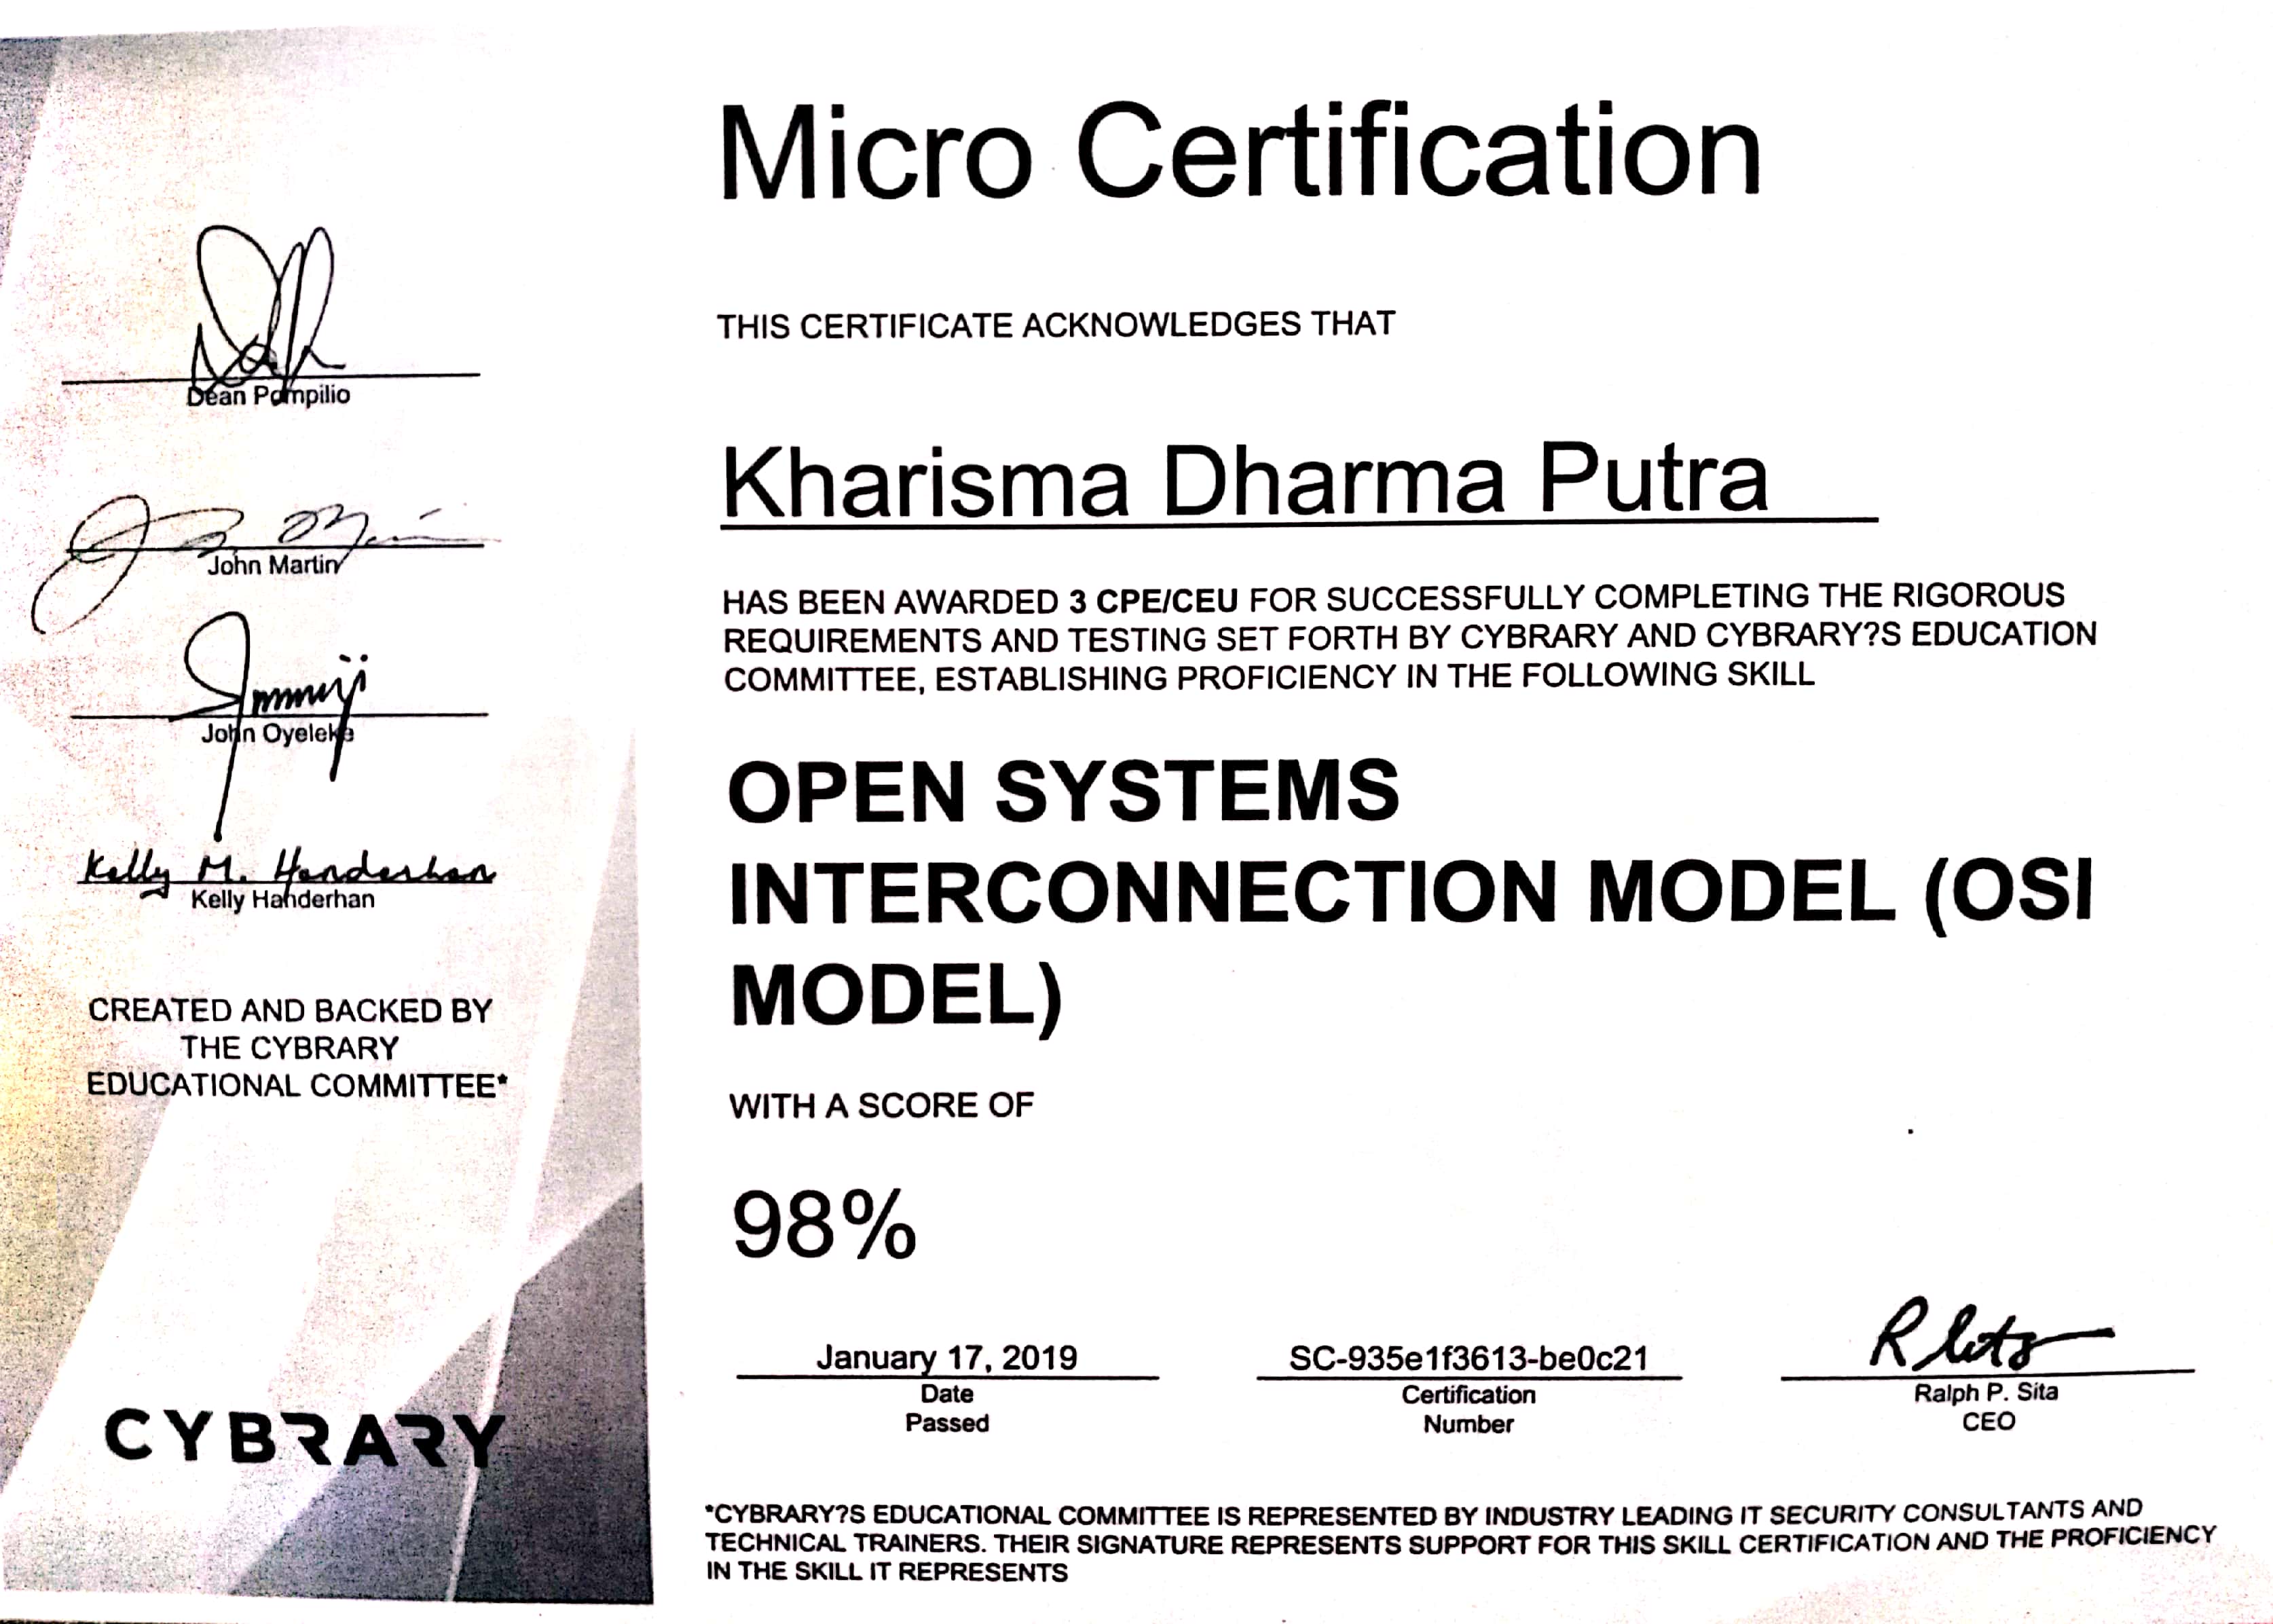 Micro Certification
THIS CERTIFICATE ACKNOWLEDGES THAT
Kharisma Dharma Putra
HAS BEEN AWARDED 3 CPE/CEU FOR SUCCESSFULLY COMPLETING THE RIGOROUS
REQUIREMENTS AND TESTING SET FORTH BY CYBRARY AND CYBRARY?S EDUCATION
COMMITTEE, ESTABLISHING PROFICIENCY IN THE FOLLOWING SKILL
OPEN SYSTEMS
INTERCONNECTION MODEL (OSI
MODEL)
WITH A SCORE OF
98%
January 17, 2019
Date
Passed
SC-935e1f3613-be0c21
Certification
Number
Ralph P. Sita
CEO
*CYBRARY?S EDUCATIONAL COMMITTEE IS REPRESENTED BY INDUSTRY LEADING IT SECURITY CONSULTANTS AND
TECHNICAL TRAINERS. THEIR SIGNATURE REPRESENTS SUPPORT FOR THIS SKILL CERTIFICATION AND THE PROFICIENCY
IN THE SKILL IT REPRESENTS
Dean Pompilio
John Martin
John Oyeleke
Kelly M. Handerhan
Kelly Handerhan
CREATED AND BACKED BY
THE CYBRARY
EDUCATIONAL COMMITTEE*
CYBRARY